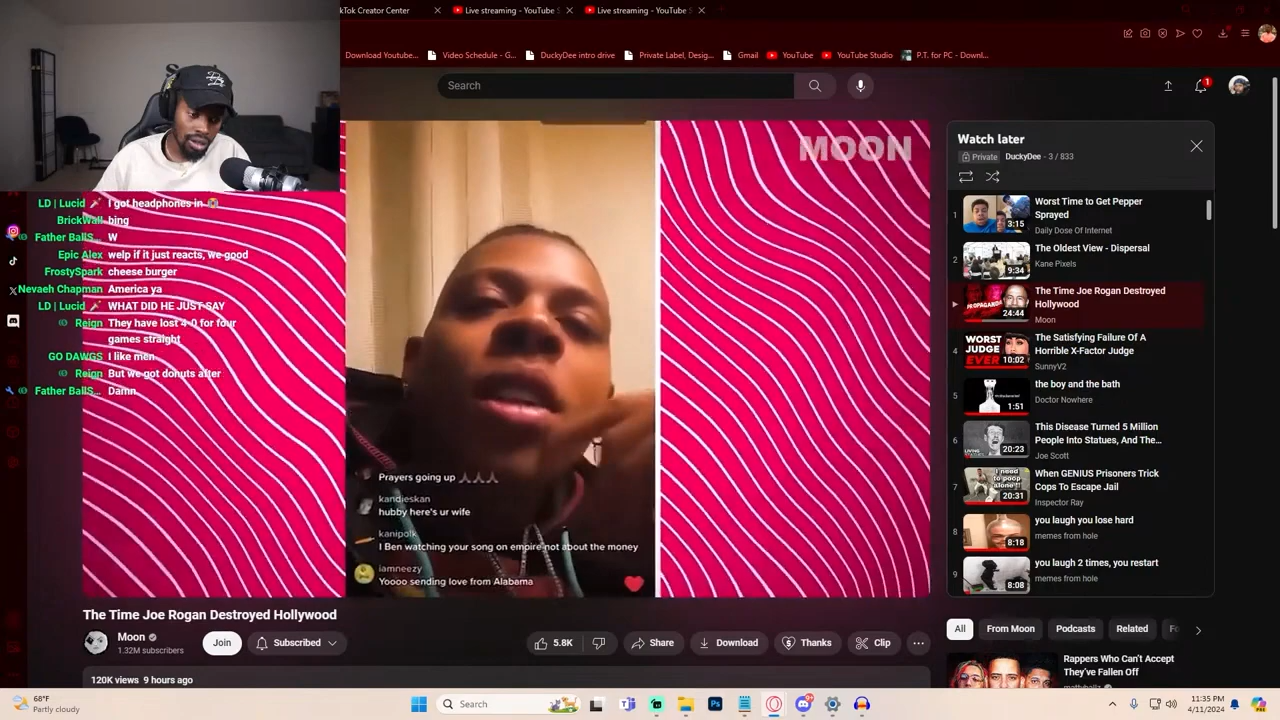 kTok Creator Center
Live streaming - YouTube S
Live streaming - YouTube S
Download Youtube...
Video Schedule - G...
DuckyDee intro drive
Private Label, Desig...
Gmail
YouTube
YouTube Studio
P.T. for PC - Downl...
Search
1
MOON
Watch later
Private
DuckyDee - 3 / 833
1
3:15
Worst Time to Get Pepper
Sprayed
Daily Dose Of Internet
2
9:34
The Oldest View - Dispersal
Kane Pixels
PROPAGANDA
24:44
The Time Joe Rogan Destroyed
Hollywood
Moon
4
WORST
JUDGE
EVER
10:02
The Satisfying Failure Of A
Horrible X-Factor Judge
SunnyV2
5
1:51
the boy and the bath
Doctor Nowhere
6
20:23
This Disease Turned 5 Million
People Into Statues, And The...
Joe Scott
7
I need
to poop
alone!!
20:31
When GENIUS Prisoners Trick
Cops To Escape Jail
Inspector Ray
8
8:18
you laugh you lose hard
memes from hole
9
8:08
you laugh 2 times, you restart
memes from hole
LD | Lucid I got headphones in
BrickWall bing
Father BallS... W
Epic Alex welp if it just reacts, we good
FrostySpark cheese burger
Nevaeh Chapman America ya
LD | Lucid WHAT DID HE JUST SAY
Reign They have lost 4-0 for four
games straight
GO DAWGS I like men
Reign But we got donuts after
Father BallS... Damn
Prayers going up
kandieskan
hubby here's ur wife
kanipolk
I Ben watching your song on empire not about the money
iamneezy
Yoooo sending love from Alabama
The Time Joe Rogan Destroyed Hollywood
Moon
1.32M subscribers
Join
Subscribed
5.8K
Share
Download
Thanks
Clip
120K views 9 hours ago
All
From Moon
Podcasts
Related
Fo
Rappers Who Can't Accept
They've Fallen Off
68°F
Partly cloudy
Search
11:35 PM
4/11/2024